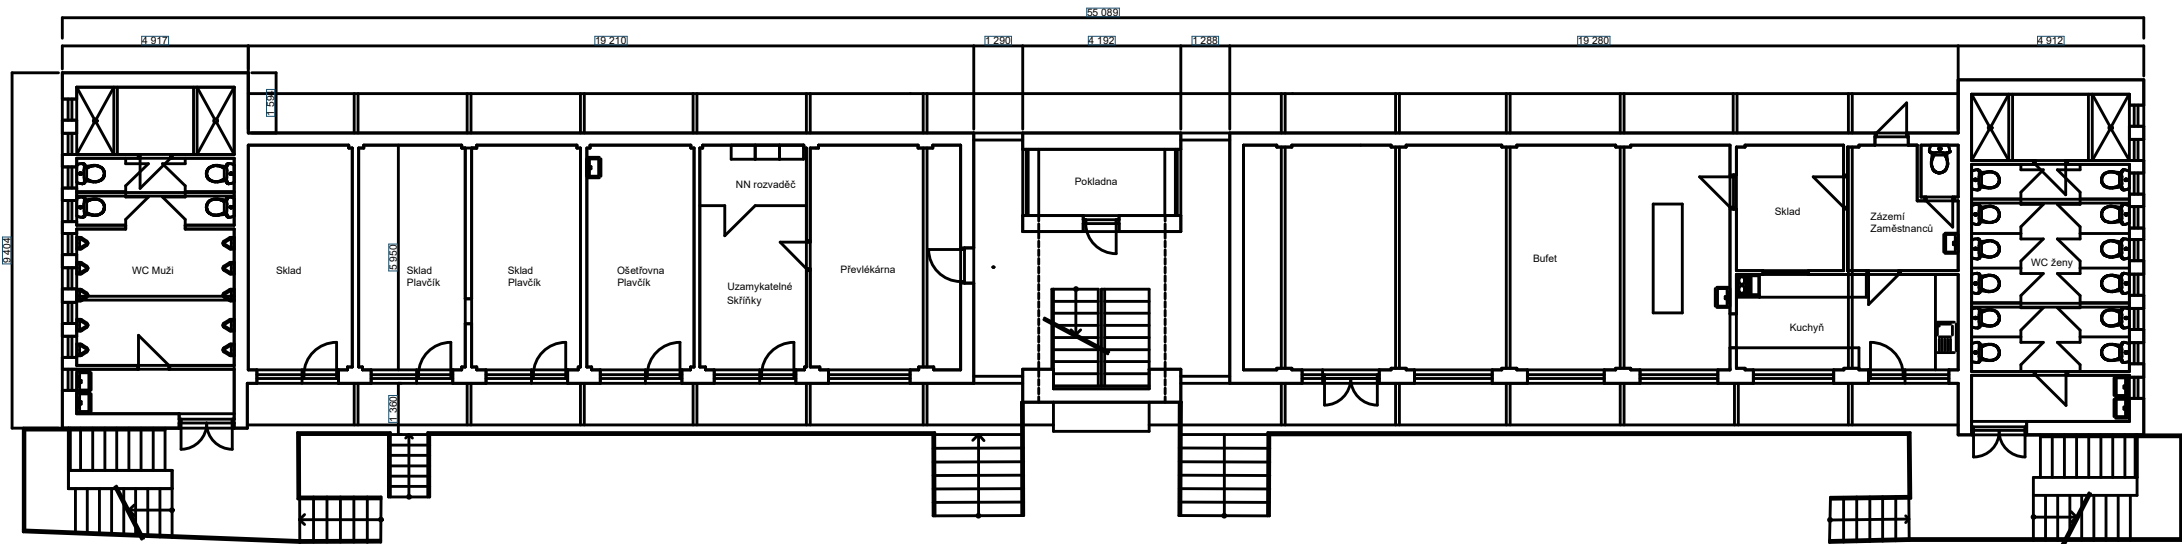 55 089
4 917
19 210
1 290
4 192
1 288
19 280
4 912
1 594
9 404
5 950
1 360
NN rozvaděč
Pokladna
Sklad
Zázemí
Zaměstnanců
WC Muži
Sklad
Sklad
Plavčík
Sklad
Plavčík
Ošetřovna
Plavčík
Uzamykatelné
Skříňky
Převlékárna
Bufet
WC ženy
Kuchyň